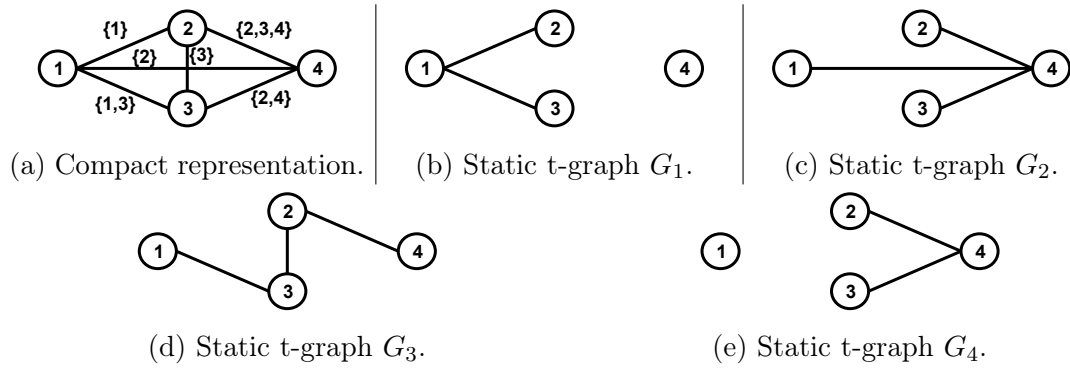 {1} 2 {2,3,4}
1 {2} {3} 4
{1,3} 3 {2,4}
(a) Compact representation.
2
1 4
3
(b) Static t-graph G₁.
2
1 4
3
(c) Static t-graph G₂.
2
1 4
3
(d) Static t-graph G₃.
2
1 4
3
(e) Static t-graph G₄.